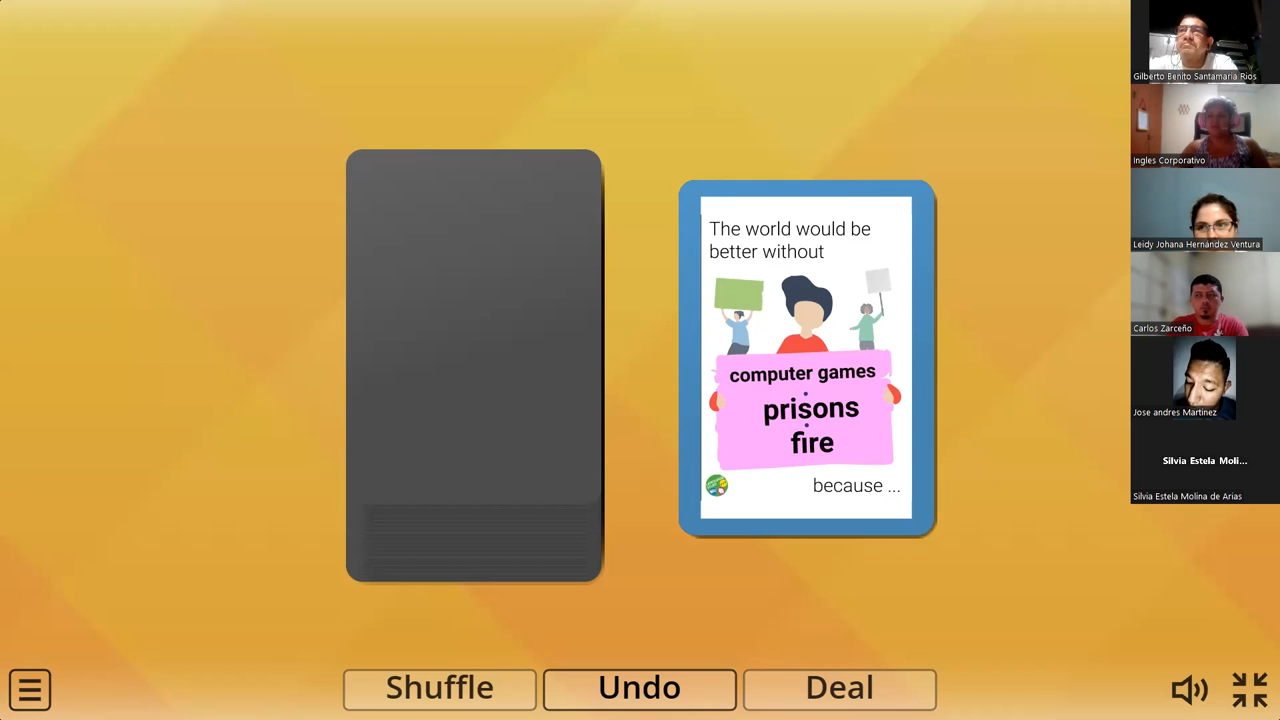 The world would be
better without
computer games
prisons
fire
because ...
Shuffle
Undo
Deal
Gilberto Benito Santamaria Rios
Ingles Corporativo
Leidy Johana Hernández Ventura
Carlos Zarceño
Jose andres Martinez
Silvia Estela Moli...
Silvia Estela Molina de Arias